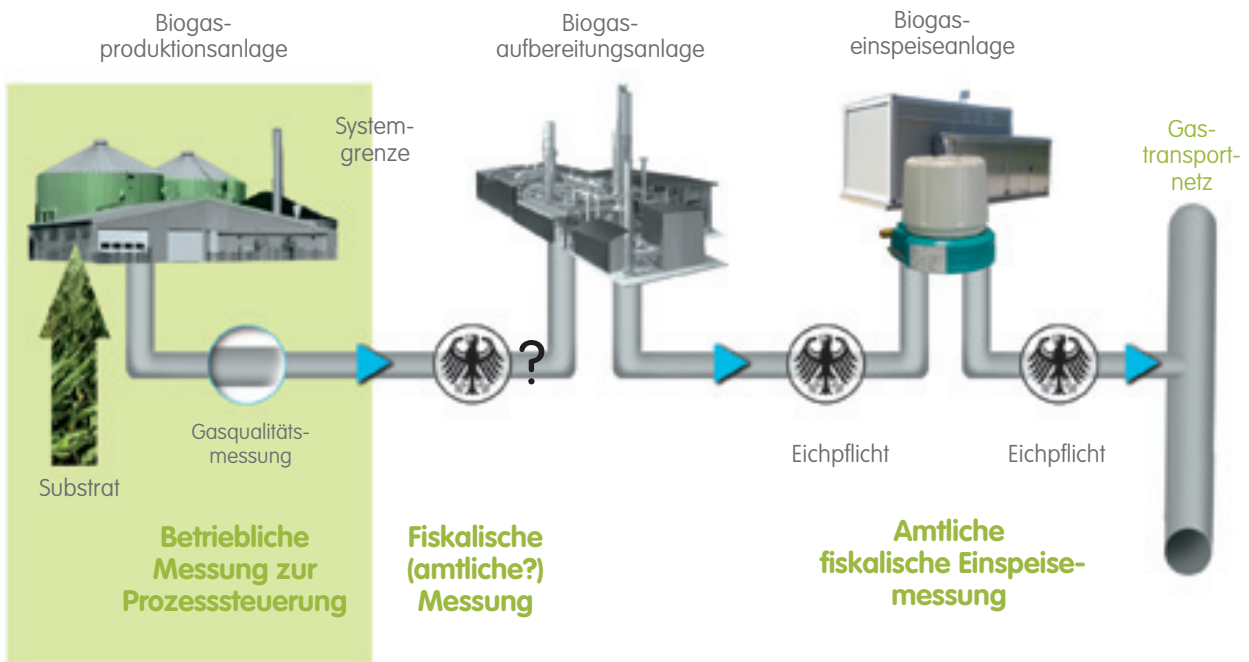 Biogas-
produktionsanlage
Biogas-
aufbereitungsanlage
Biogas-
einspeiseanlage
System-
grenze
Gas-
transport-
netz
?
Gasqualitäts-
messung
Eichpflicht
Eichpflicht
Substrat
Betriebliche
Messung zur
Prozesssteuerung
Fiskalische
(amtliche?)
Messung
Amtliche
fiskalische Einspeise-
messung